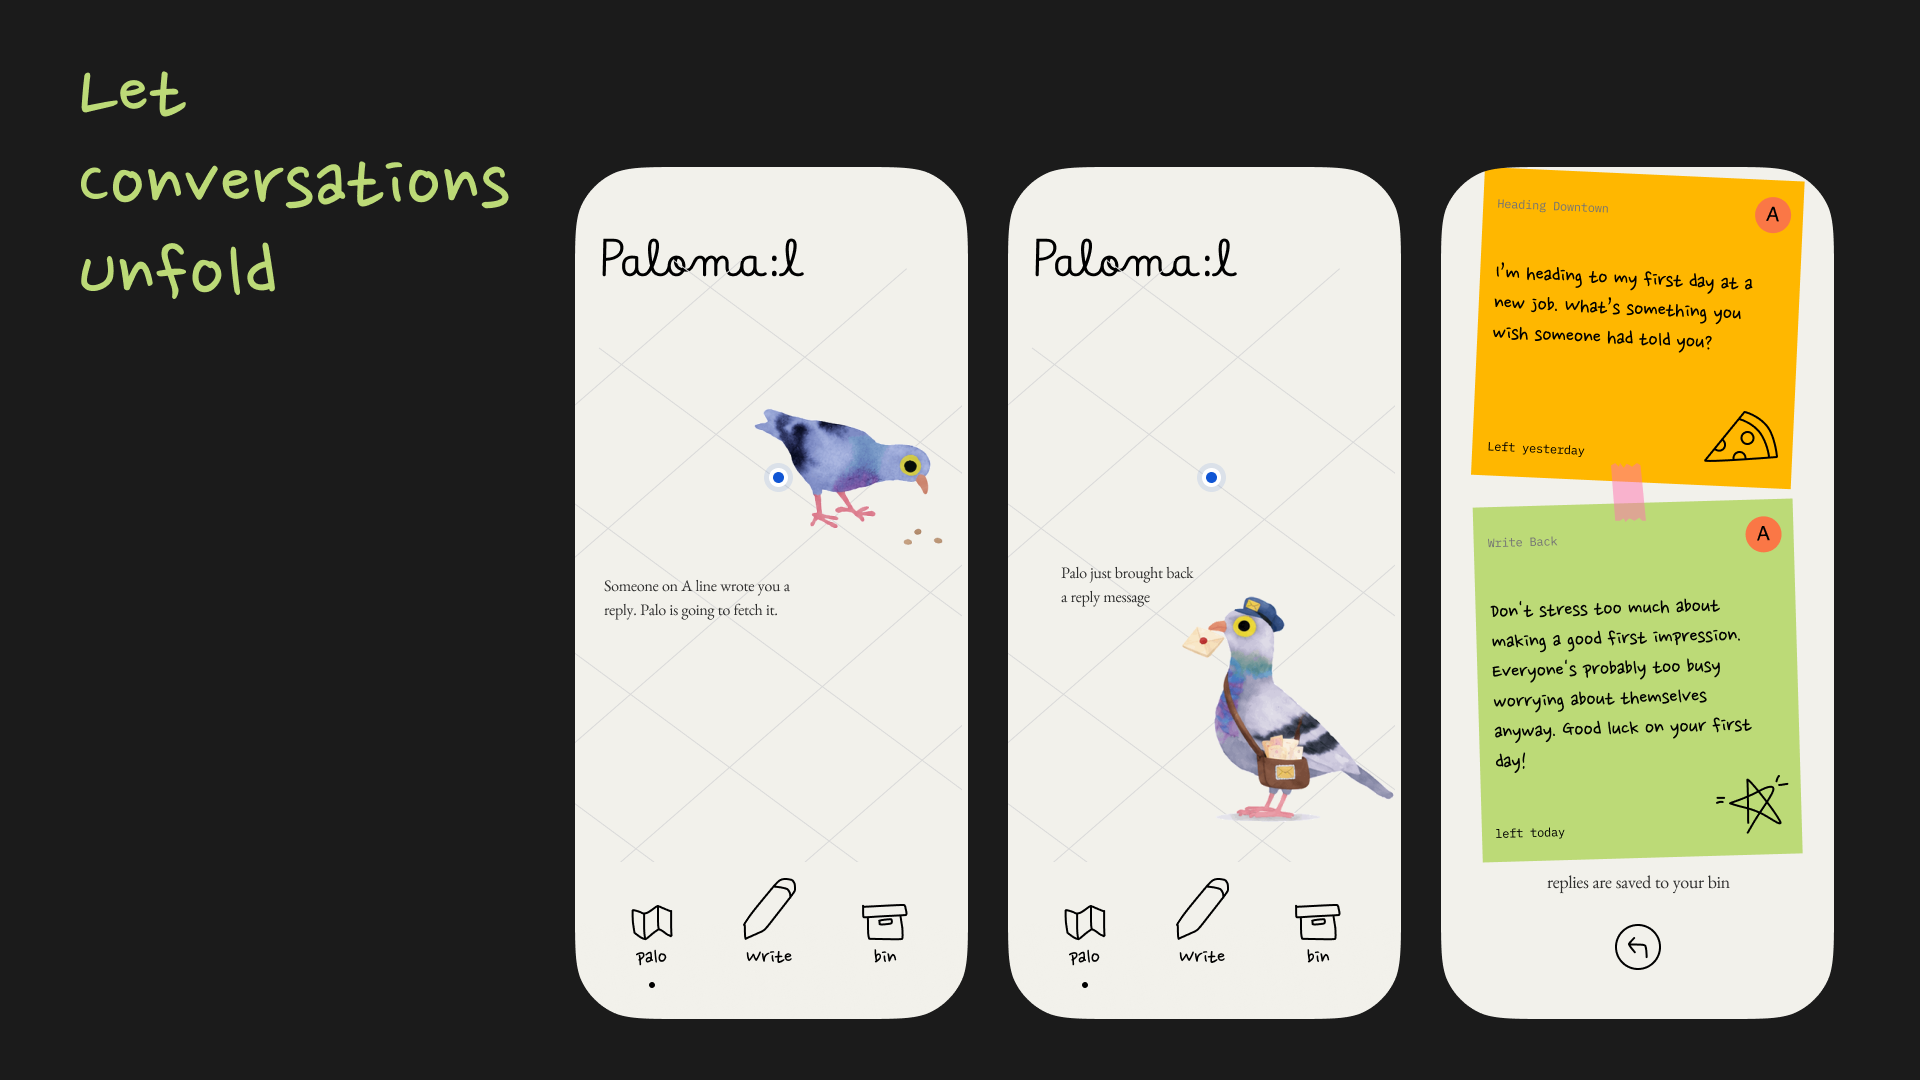 Let
conversations
unfold
Paloma:l
Someone on A line wrote you a
reply. Palo is going to fetch it.
palo
write
bin
Paloma:l
Palo just brought back
a reply message
palo
write
bin
Heading Downtown
A
I'm heading to my first day at a
new job. What's something you
wish someone had told you?
Left yesterday
Write Back
A
Don't stress too much about
making a good first impression.
Everyone's probably too busy
worrying about themselves
anyway. Good luck on your first
day!
left today
replies are saved to your bin